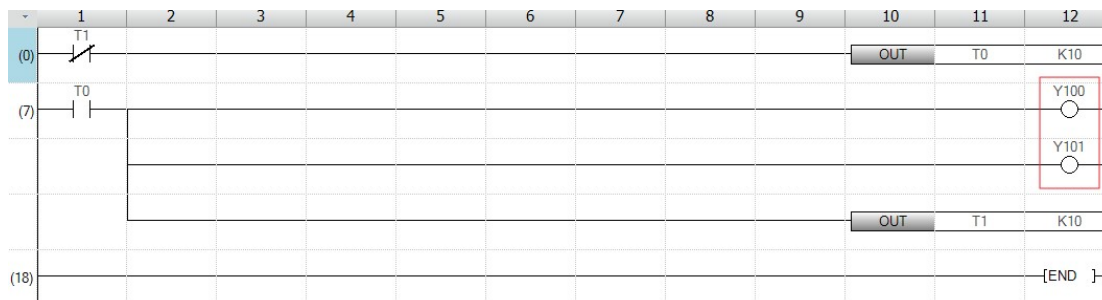 1 2 3 4 5 6 7 8 9 10 11 12
T1
(0) OUT T0 K10
T0 Y100
(7)
Y101
OUT T1 K10
(18) [END ]